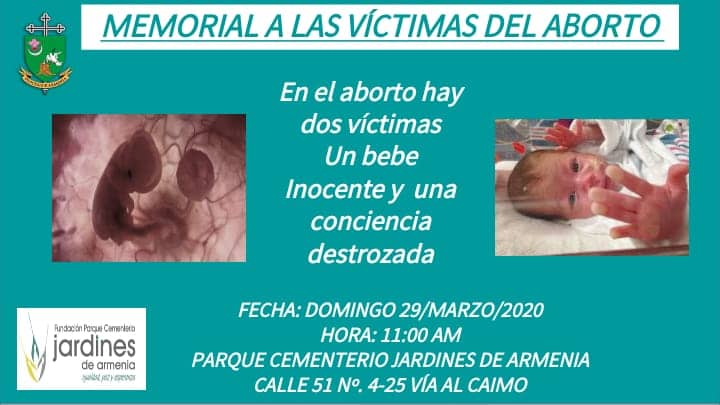 MEMORIAL A LAS VÍCTIMAS DEL ABORTO
En el aborto hay
dos víctimas
Un bebe
Inocente y una
conciencia
destrozada
Fundación Parque Cementerio
jardines
de armenia
FECHA: DOMINGO 29/MARZO/2020
HORA: 11:00 AM
PARQUE CEMENTERIO JARDINES DE ARMENIA
CALLE 51 Nº. 4-25 VÍA AL CAIMO